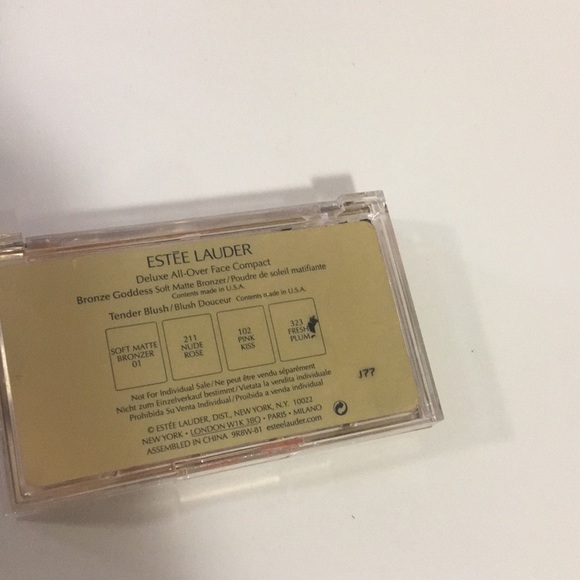 ESTĒE LAUDER
Deluxe All-Over Face Compact
Bronze Goddess Soft Matte Bronzer/Poudre de soleil matifiante
Contents made in U.S.A.
Tender Blush/Blush Douceur Contents made in U.S.A.
SOFT MATTE
BRONZER
01
211
NUDE
ROSE
102
PINK
KISS
323
FRESH
PLUM
J77
Not For Individual Sale/Ne peut être vendu séparément
Nicht zum Einzelverkauf bestimmt/Vietata la vendita individuale
Prohibida Su Venta Individual/Proibida a venda individual
© ESTĒE LAUDER, DIST., NEW YORK, N.Y. 10022
NEW YORK • LONDON W1K 3BQ • PARIS • MILANO
ASSEMBLED IN CHINA 9R8W-81 esteelauder.com